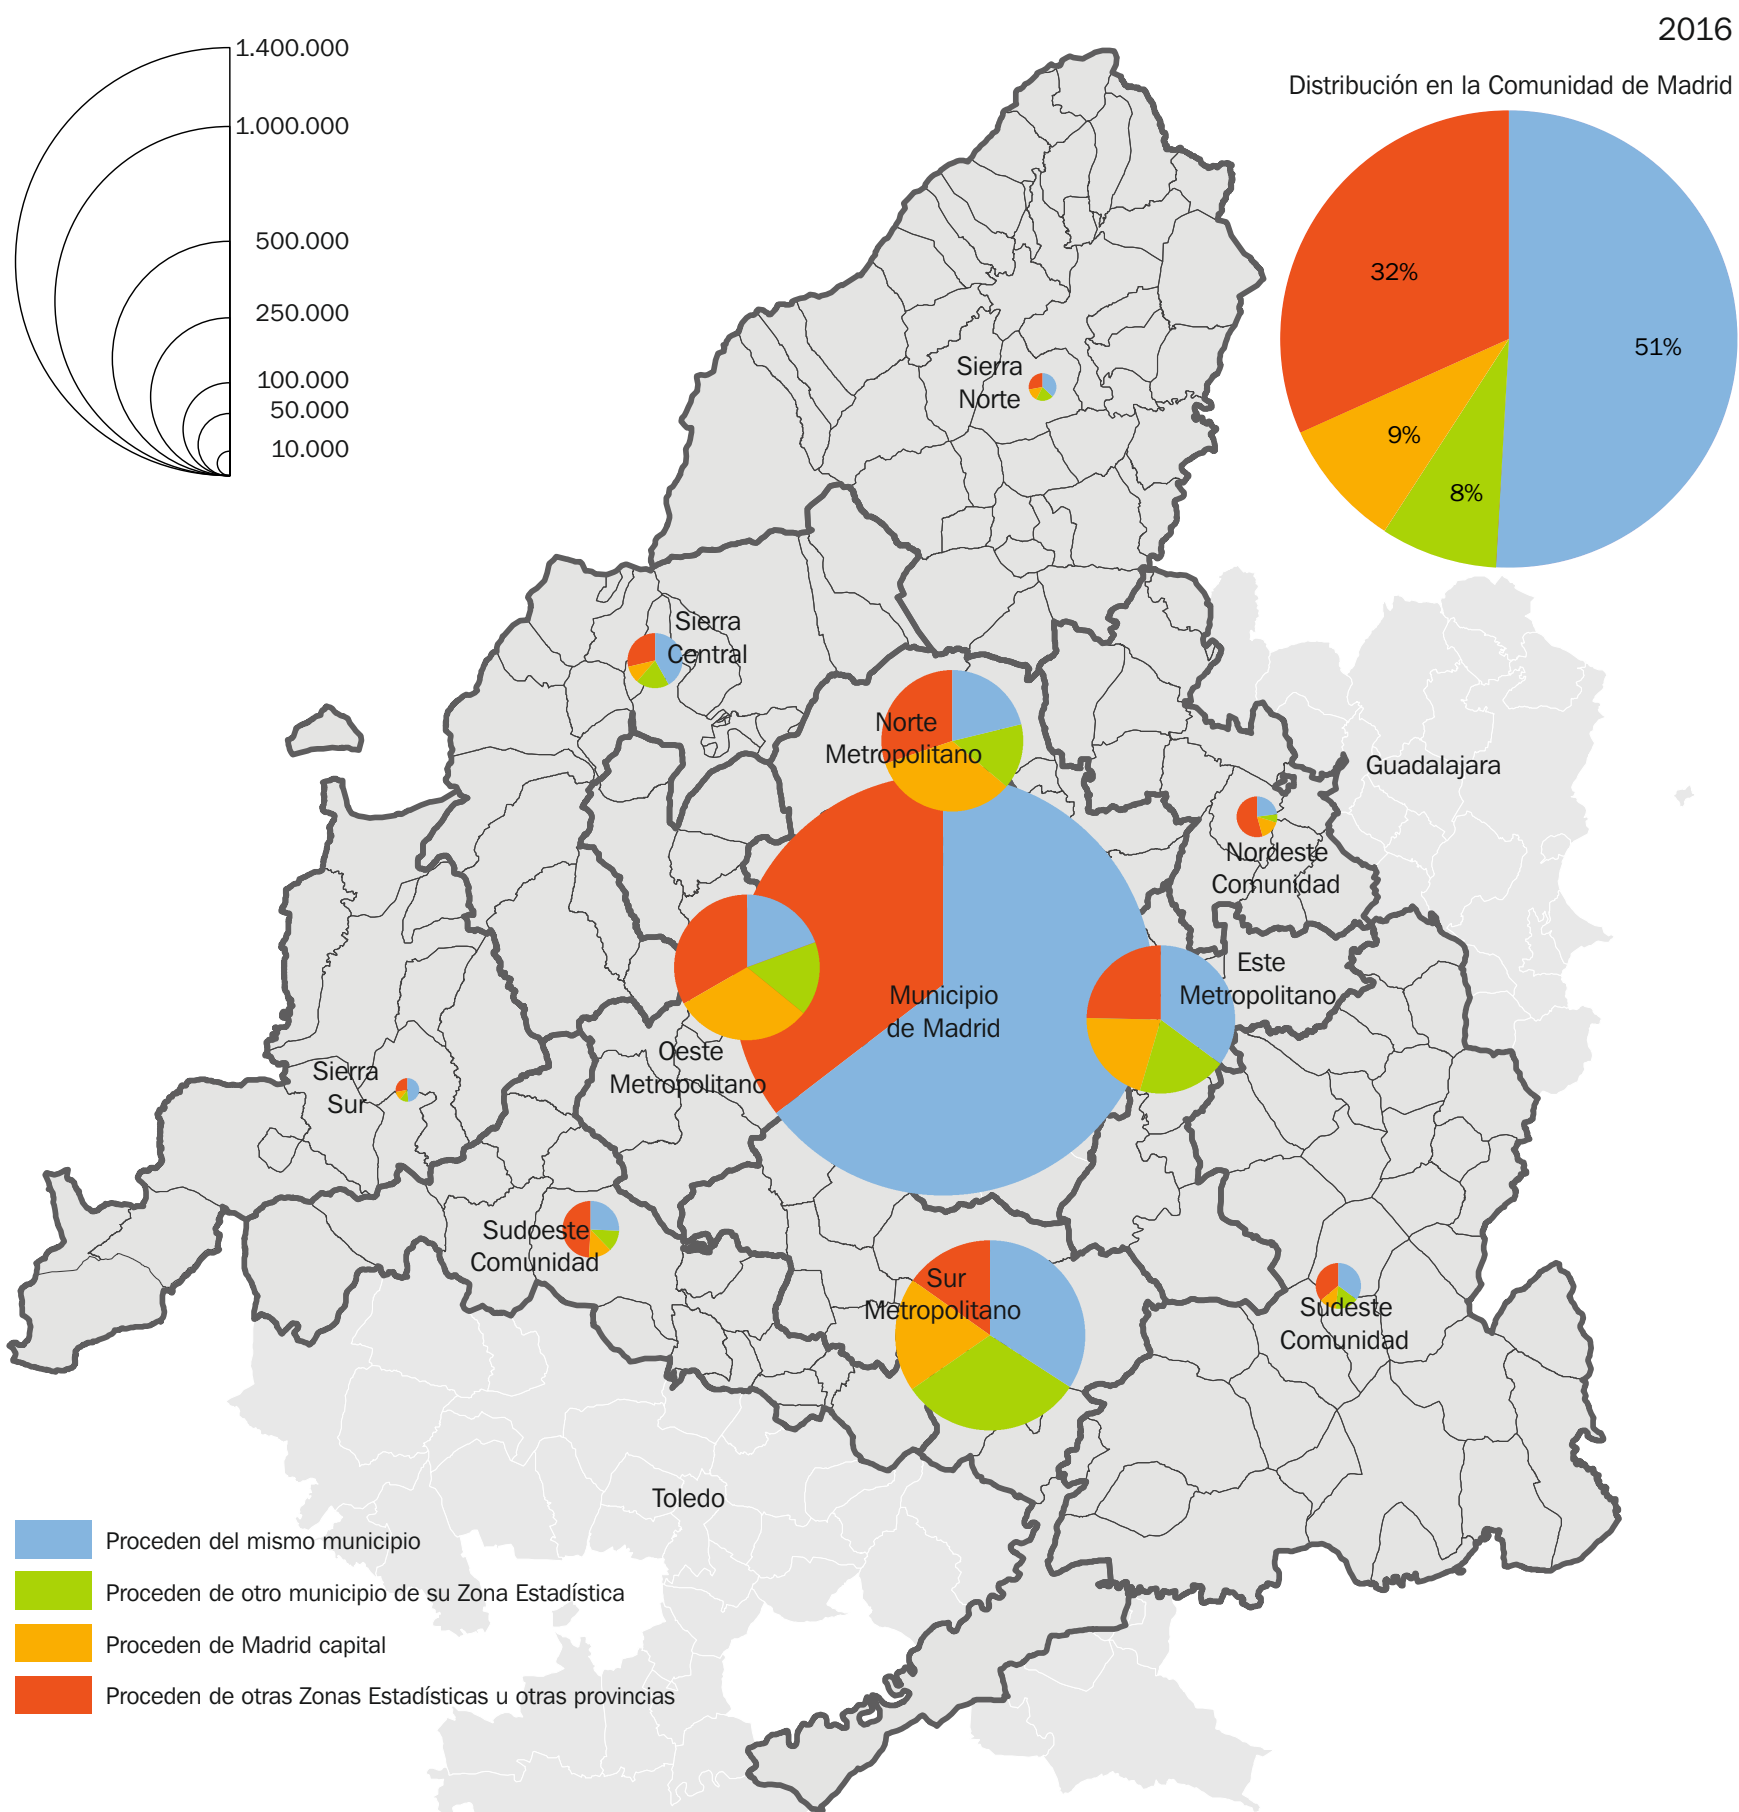 2016
Distribución en la Comunidad de Madrid
1.400.000
1.000.000
500.000
250.000
100.000
50.000
10.000
32%
51%
9%
8%
Sierra
Norte
Sierra
Central
Norte
Metropolitano
Guadalajara
Nordeste
Comunidad
Este
Metropolitano
Municipio
de Madrid
Oeste
Metropolitano
Sierra
Sur
Sudoeste
Comunidad
Sur
Metropolitano
Sudeste
Comunidad
Toledo
Proceden del mismo municipio
Proceden de otro municipio de su Zona Estadística
Proceden de Madrid capital
Proceden de otras Zonas Estadísticas u otras provincias